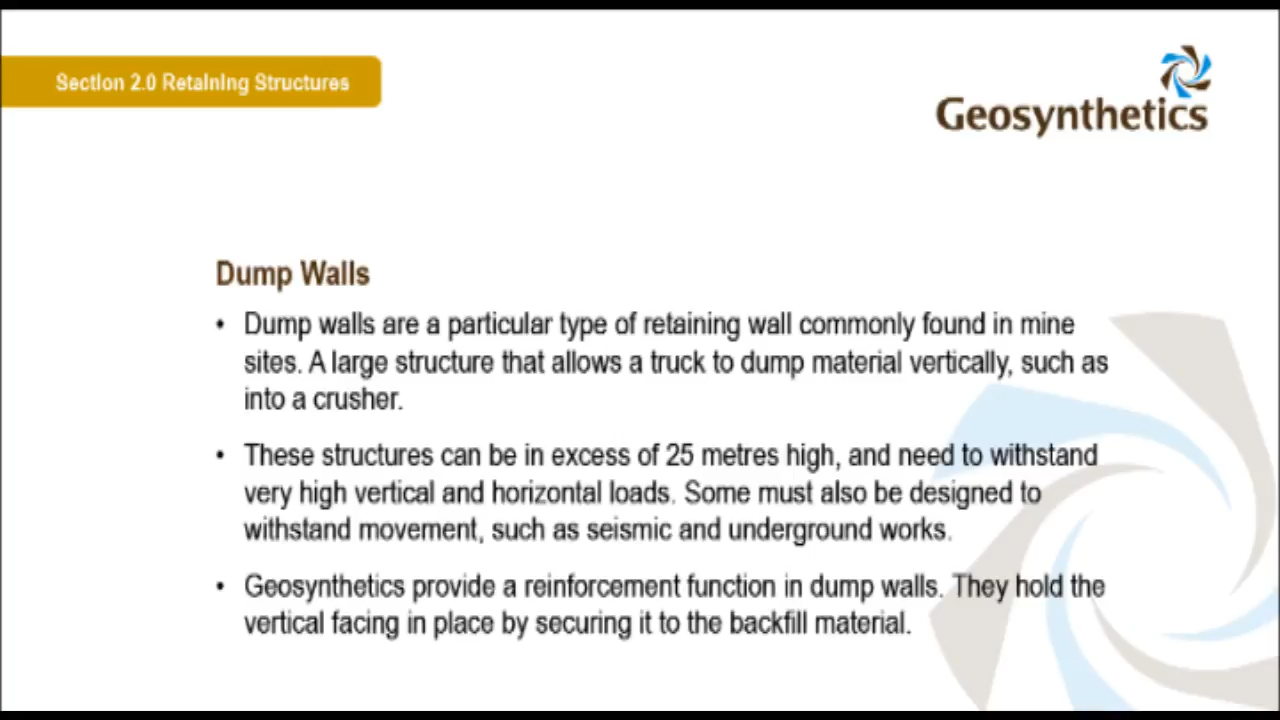 Section 2.0 Retaining Structures
Geosynthetics
Dump Walls
• Dump walls are a particular type of retaining wall commonly found in mine
sites. A large structure that allows a truck to dump material vertically, such as
into a crusher.
• These structures can be in excess of 25 metres high, and need to withstand
very high vertical and horizontal loads. Some must also be designed to
withstand movement, such as seismic and underground works.
• Geosynthetics provide a reinforcement function in dump walls. They hold the
vertical facing in place by securing it to the backfill material.